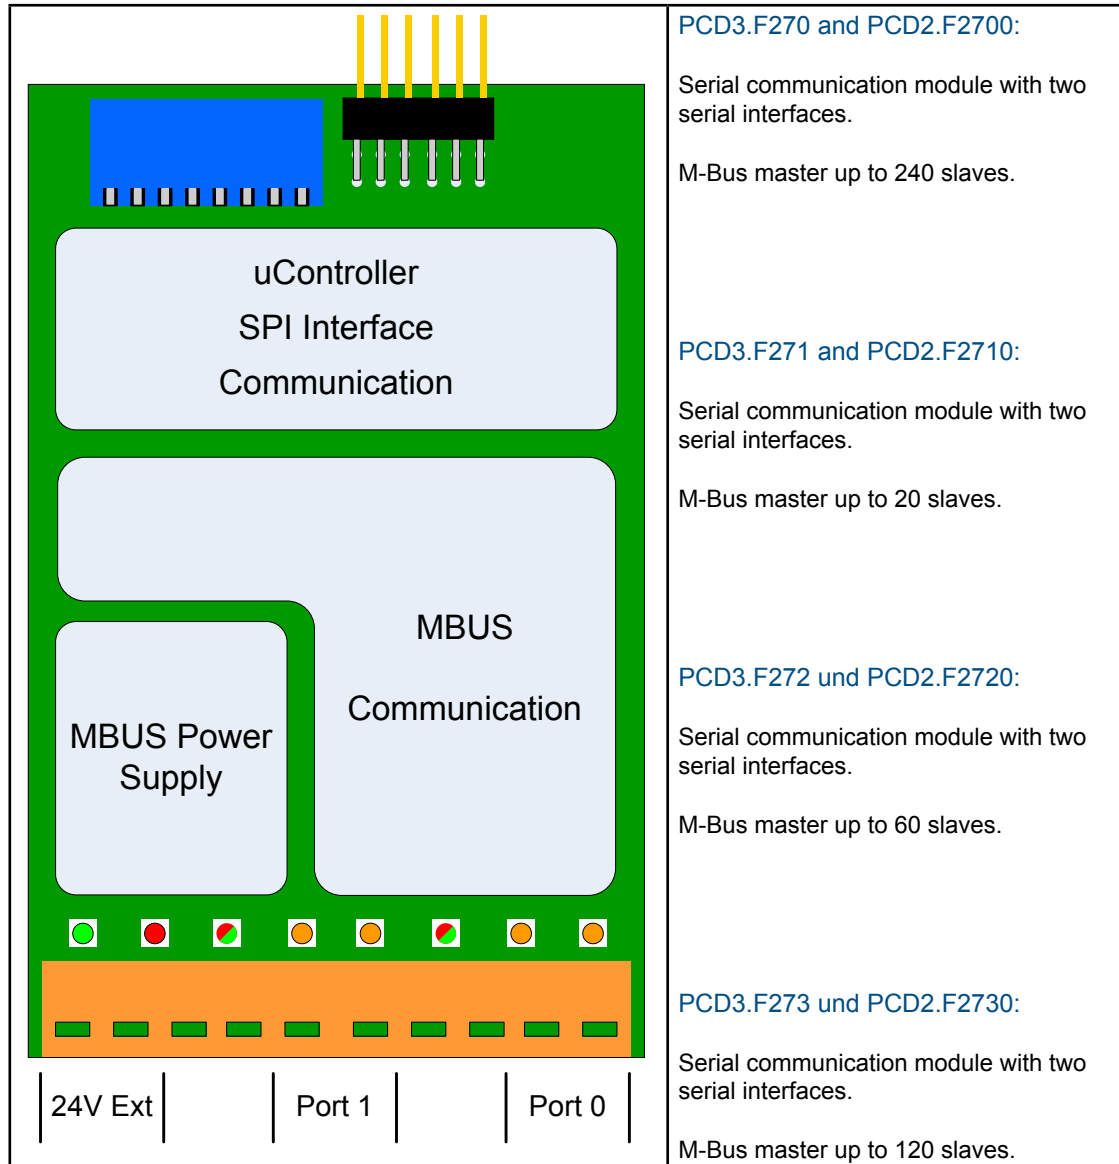 uController
SPI Interface
Communication
MBUS
Communication
MBUS Power
Supply
24V Ext
Port 1
Port 0
PCD3.F270 and PCD2.F2700:
Serial communication module with two
serial interfaces.
M-Bus master up to 240 slaves.
PCD3.F271 and PCD2.F2710:
Serial communication module with two
serial interfaces.
M-Bus master up to 20 slaves.
PCD3.F272 und PCD2.F2720:
Serial communication module with two
serial interfaces.
M-Bus master up to 60 slaves.
PCD3.F273 und PCD2.F2730:
Serial communication module with two
serial interfaces.
M-Bus master up to 120 slaves.